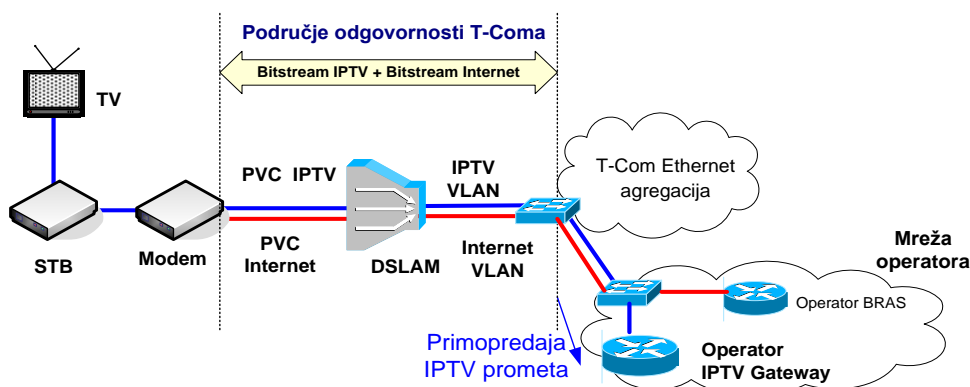 Područje odgovornosti T-Coma
Bitstream IPTV + Bitstream Internet
TV
STB
Modem
PVC IPTV
PVC
Internet
DSLAM
IPTV
VLAN
Internet
VLAN
T-Com Ethernet
agregacija
Mreža
operatora
Operator BRAS
Operator
IPTV Gateway
Primopredaja
IPTV prometa